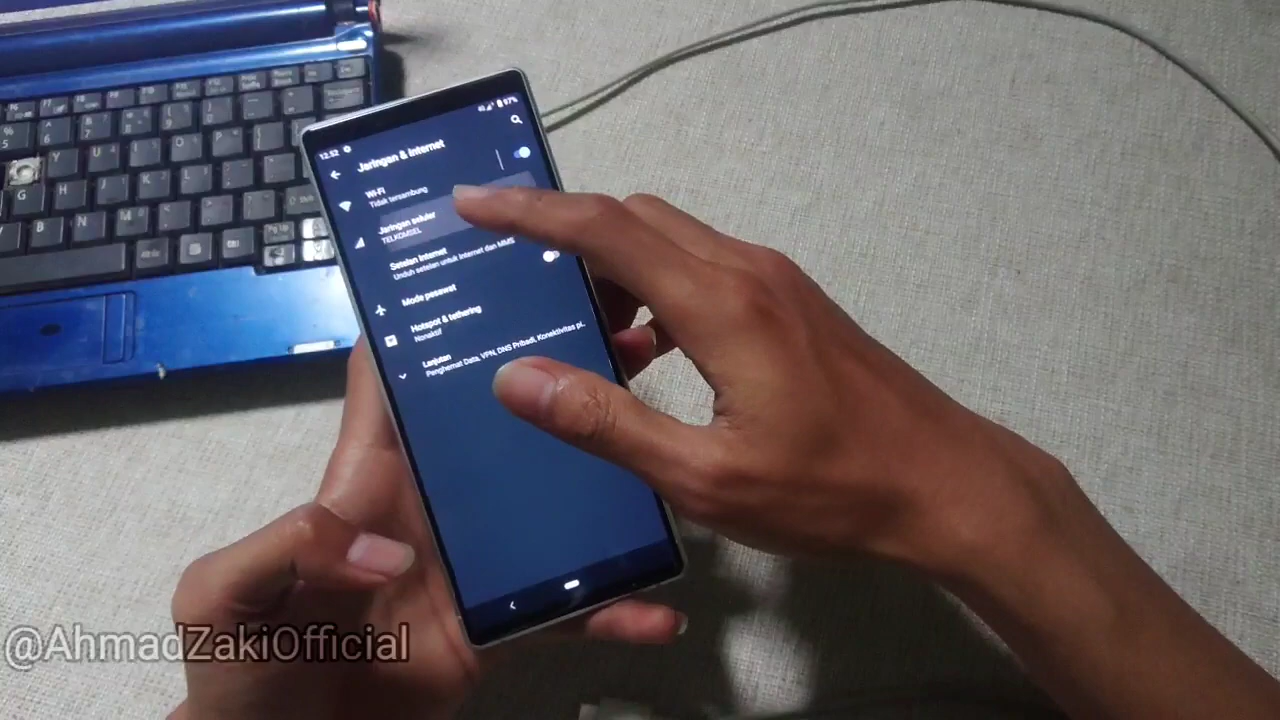 12.52
97%
Jaringan & internet
Wi-Fi
Tidak tersambung
Jaringan seluler
TELKOMSEL
Setelan Internet
Unduh setelan untuk Internet dan MMS
Mode pesawat
Hotspot & tethering
Nonaktif
Lanjutan
Penghemat Data, VPN, DNS Pribadi, Konektivitas pi..
@AhmadZakiOfficial